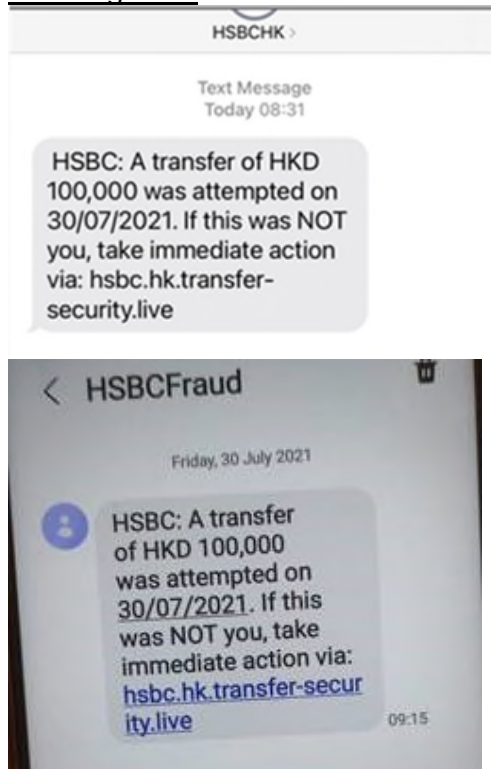 HSBCHK >
Text Message
Today 08:31
HSBC: A transfer of HKD
100,000 was attempted on
30/07/2021. If this was NOT
you, take immediate action
via: hsbc.hk.transfer-
security.live
< HSBCFraud
Friday, 30 July 2021
HSBC: A transfer
of HKD 100,000
was attempted on
30/07/2021. If this
was NOT you, take
immediate action via:
hsbc.hk.transfer-secur
ity.live
09:15